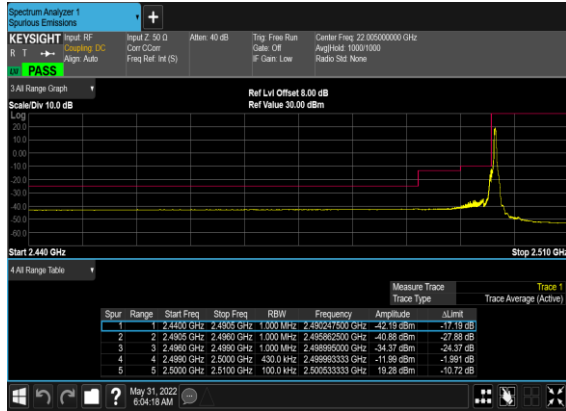 Spectrum Analyzer 1
Spurious Emissions
KEYSIGHT Input: RF Input Z: 50 Ω Atten: 40 dB Trig: Free Run Center Freq: 22.005000000 GHz
R T Coupling: DC Corr CCorr Gate: Off Avg|Hold: 1000/1000
Align: Auto Freq Ref: Int (S) IF Gain: Low Radio Std: None
PASS
3 All Range Graph
Ref Lvl Offset 8.00 dB
Scale/Div 10.0 dB Ref Value 30.00 dBm
Log
20.0
10.0
0.00
-10.0
-20.0
-30.0
-40.0
-50.0
-60.0
Start 2.440 GHz Stop 2.510 GHz
4 All Range Table
Measure Trace Trace 1
Trace Type Trace Average (Active)
Spur Range Start Freq Stop Freq RBW Frequency Amplitude ΔLimit
1 1 2.4400 GHz 2.4905 GHz 1.000 MHz 2.490247500 GHz -42.19 dBm -17.19 dB
2 2 2.4905 GHz 2.4960 GHz 1.000 MHz 2.495862500 GHz -40.88 dBm -27.88 dB
3 3 2.4960 GHz 2.4990 GHz 1.000 MHz 2.498995000 GHz -34.37 dBm -24.37 dB
4 4 2.4990 GHz 2.5000 GHz 430.0 kHz 2.499993333 GHz -11.99 dBm -1.991 dB
5 5 2.5000 GHz 2.5100 GHz 100.0 kHz 2.500533333 GHz 19.28 dBm -10.72 dB
? May 31, 2022
6:04:18 AM